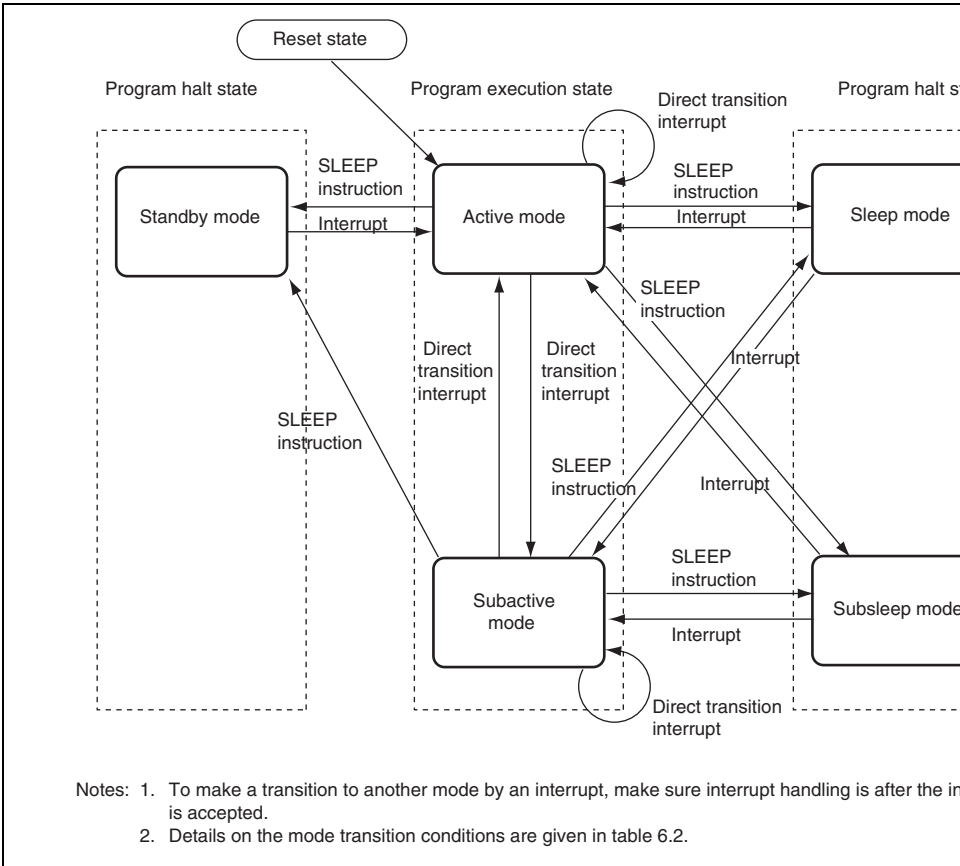 Reset state
Program halt state
Program execution state
Program halt
Direct transition
interrupt
SLEEP
instruction
SLEEP
instruction
Standby mode
Active mode
Sleep mode
Interrupt
Interrupt
SLEEP
instruction
Direct
transition
interrupt
Direct
transition
interrupt
Interrupt
SLEEP
instruction
SLEEP
instruction
Interrupt
SLEEP
instruction
Subactive
mode
Subsleep mode
Interrupt
Direct transition
interrupt
Notes: 1. To make a transition to another mode by an interrupt, make sure interrupt handling is after the
is accepted.
2. Details on the mode transition conditions are given in table 6.2.